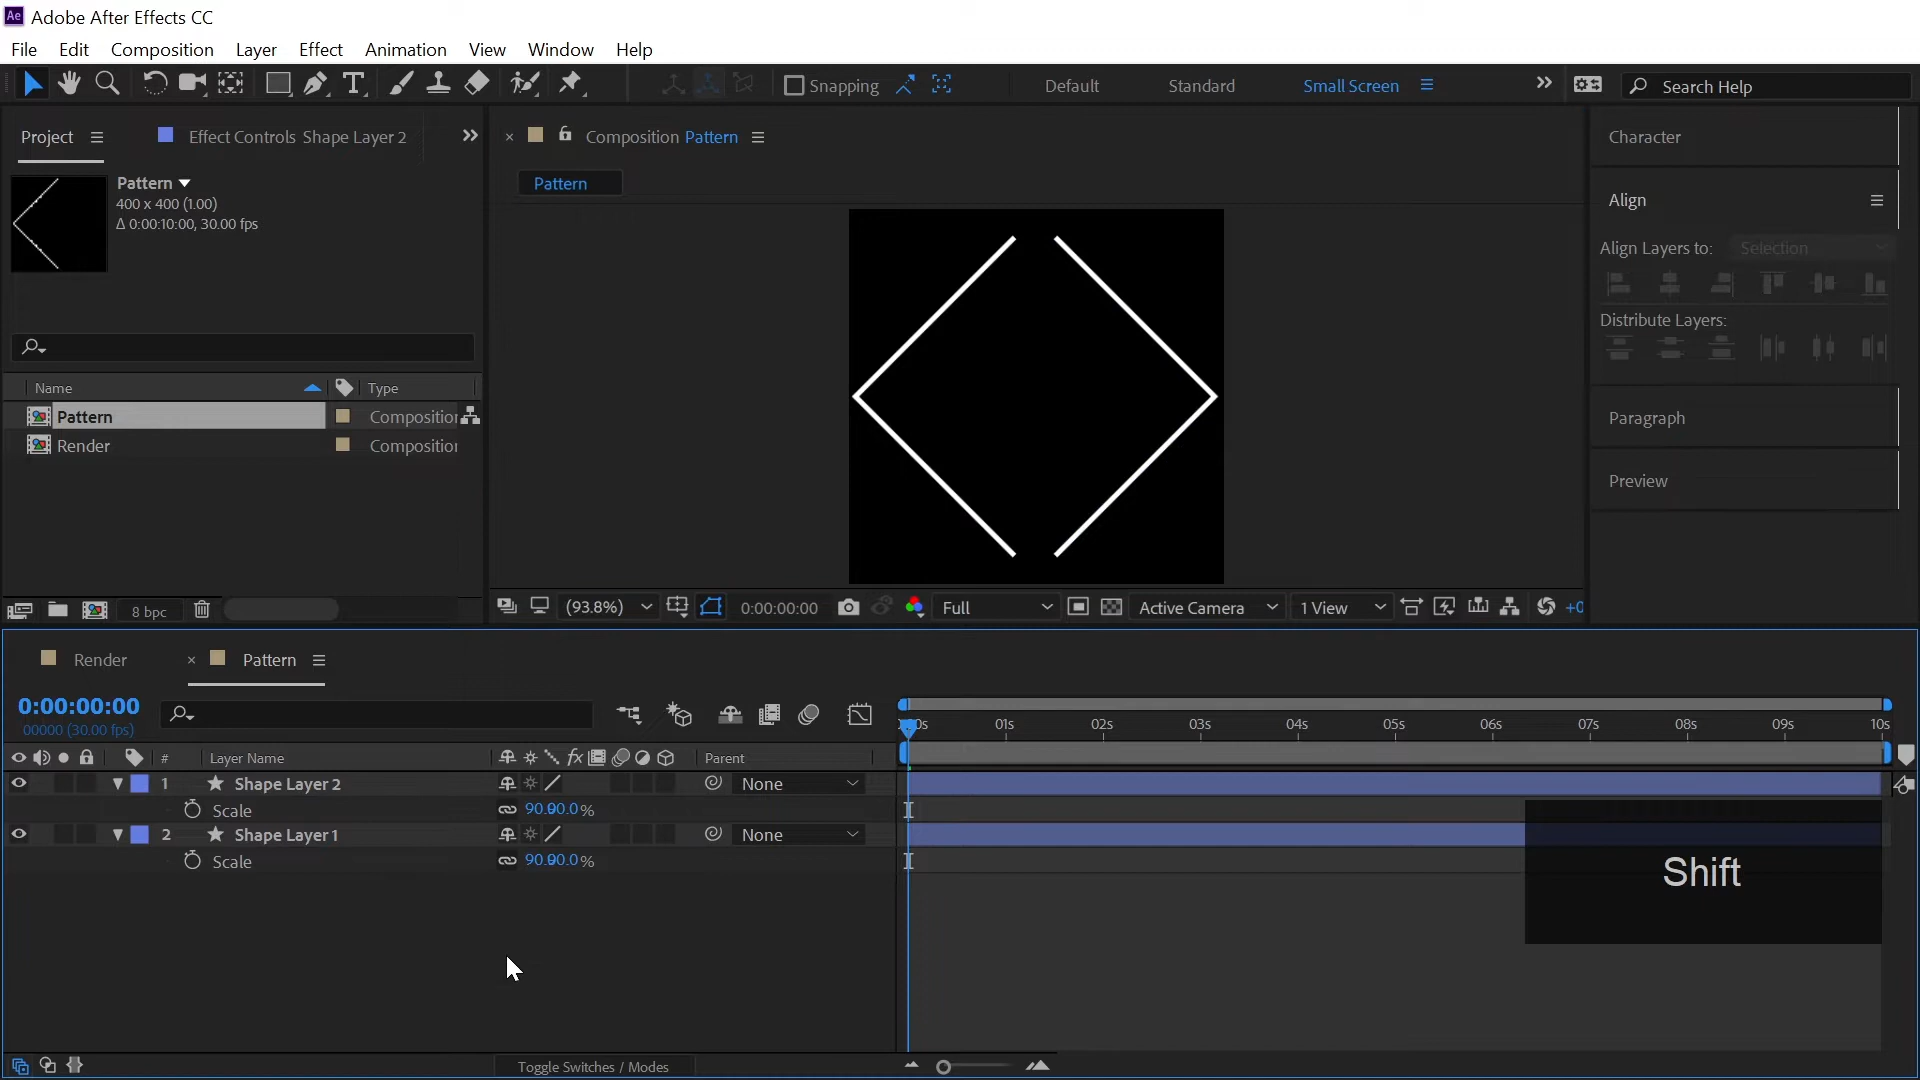 Ae Adobe After Effects CC
File Edit Composition Layer Effect Animation View Window Help
Snapping Default Standard Small Screen Search Help
Project Effect Controls Shape Layer 2
Composition Pattern
Character
Pattern
400 x 400 (1.00)
Δ 0:00:10:00, 30.00 fps
Pattern
Align
Align Layers to: Selection
Distribute Layers:
Name Type
Pattern Composition
Render Composition
Paragraph
Preview
8 bpc
(93.8%) 0:00:00:00 Full Active Camera 1 View +0
Render Pattern
0:00:00:00
00000 (30.00 fps)
0s 01s 02s 03s 04s 05s 06s 07s 08s 09s 10s
# Layer Name fx Parent
1 Shape Layer 2 None
Scale 90.0 90.0 %
2 Shape Layer 1 None
Scale 90.0 90.0 %
Shift
Toggle Switches / Modes